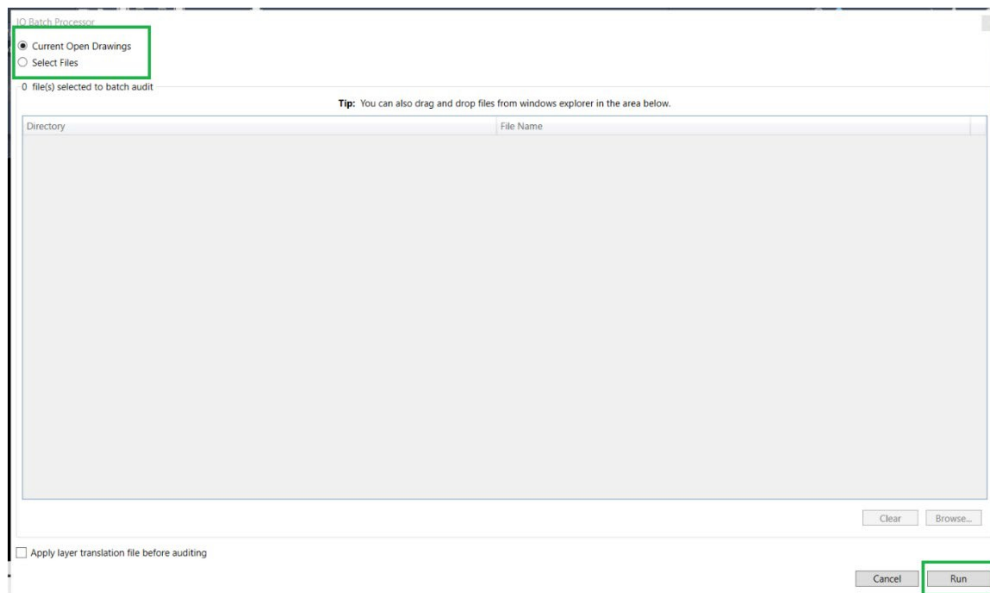 IQ Batch Processor
Current Open Drawings
Select Files
0 file(s) selected to batch audit
Tip: You can also drag and drop files from windows explorer in the area below.
Directory File Name
Clear Browse...
Apply layer translation file before auditing
Cancel Run